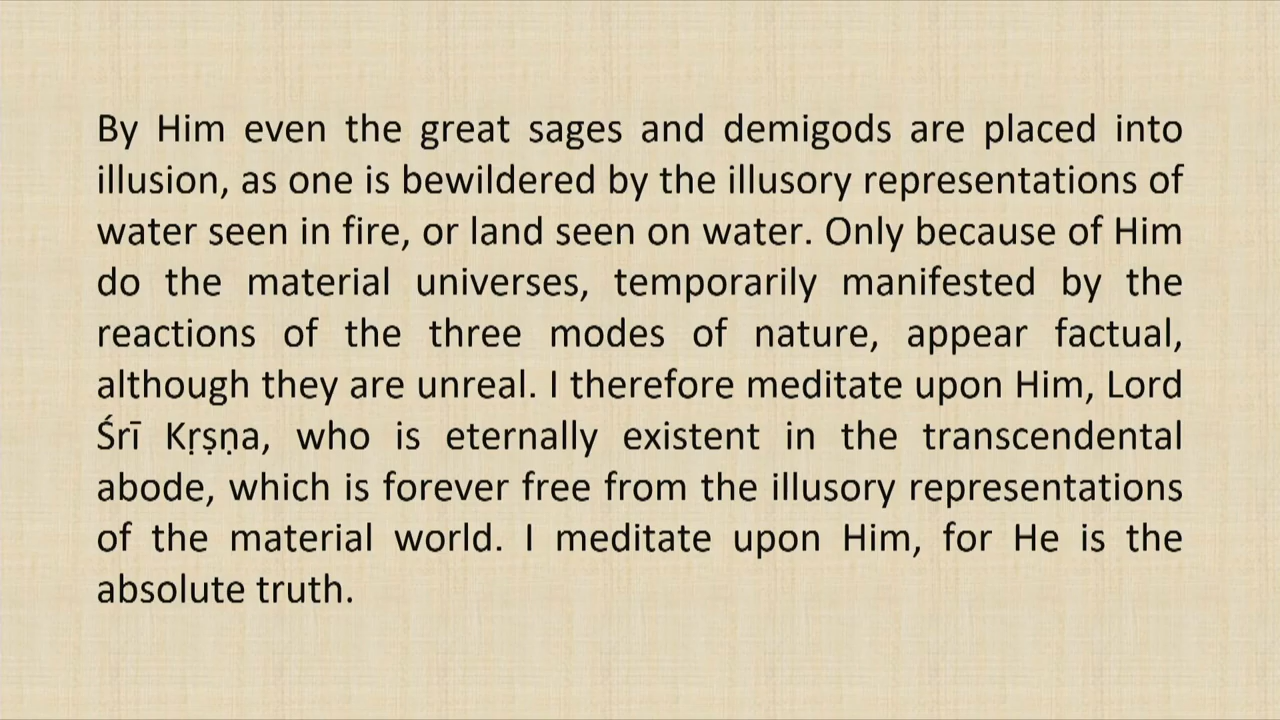 By Him even the great sages and demigods are placed into
illusion, as one is bewildered by the illusory representations of
water seen in fire, or land seen on water. Only because of Him
do the material universes, temporarily manifested by the
reactions of the three modes of nature, appear factual,
although they are unreal. I therefore meditate upon Him, Lord
Śrī Kṛṣṇa, who is eternally existent in the transcendental
abode, which is forever free from the illusory representations
of the material world. I meditate upon Him, for He is the
absolute truth.